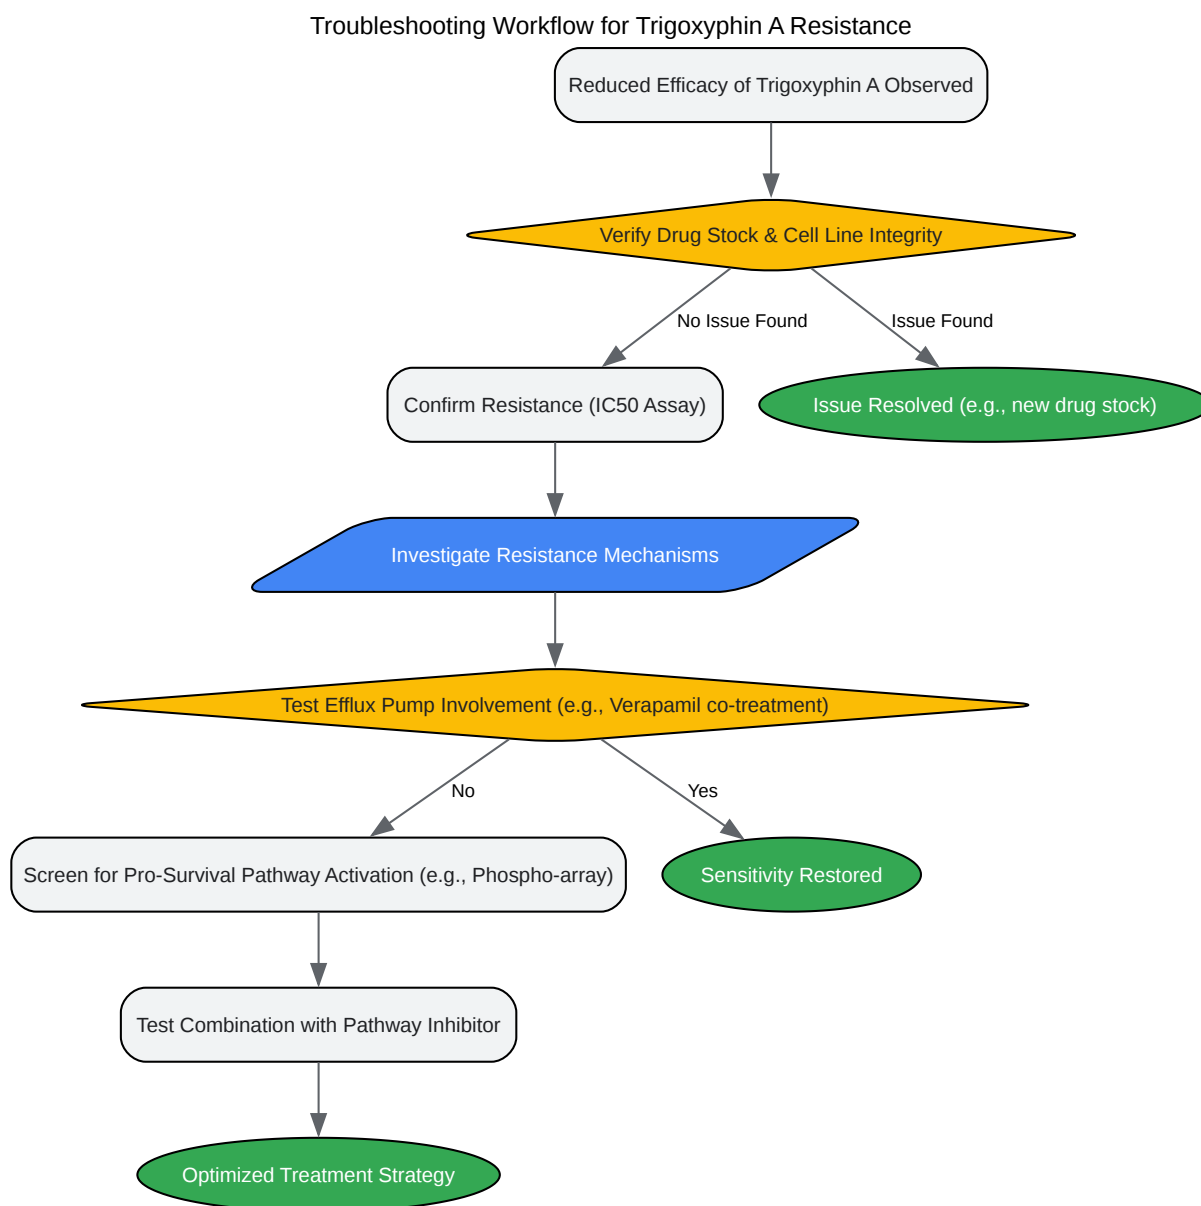 Troubleshooting Workflow for Trigoxyphin A Resistance
Reduced Efficacy of Trigoxyphin A Observed
Verify Drug Stock & Cell Line Integrity
No Issue Found
Issue Found
Confirm Resistance (IC50 Assay)
Issue Resolved (e.g., new drug stock)
Investigate Resistance Mechanisms
Test Efflux Pump Involvement (e.g., Verapamil co-treatment)
No
Yes
Screen for Pro-Survival Pathway Activation (e.g., Phospho-array)
Sensitivity Restored
Test Combination with Pathway Inhibitor
Optimized Treatment Strategy